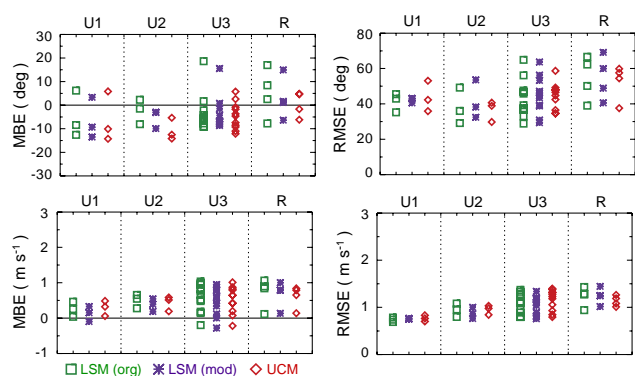 U1 U2 U3 R
30
20
10
0
-10
-20
-30
MBE ( deg )
U1 U2 U3 R
80
60
40
20
0
RMSE ( deg )
U1 U2 U3 R
3
2
1
0
-1
MBE ( m s-1 )
U1 U2 U3 R
3
2
1
0
RMSE ( m s-1 )
LSM (org) LSM (mod) UCM